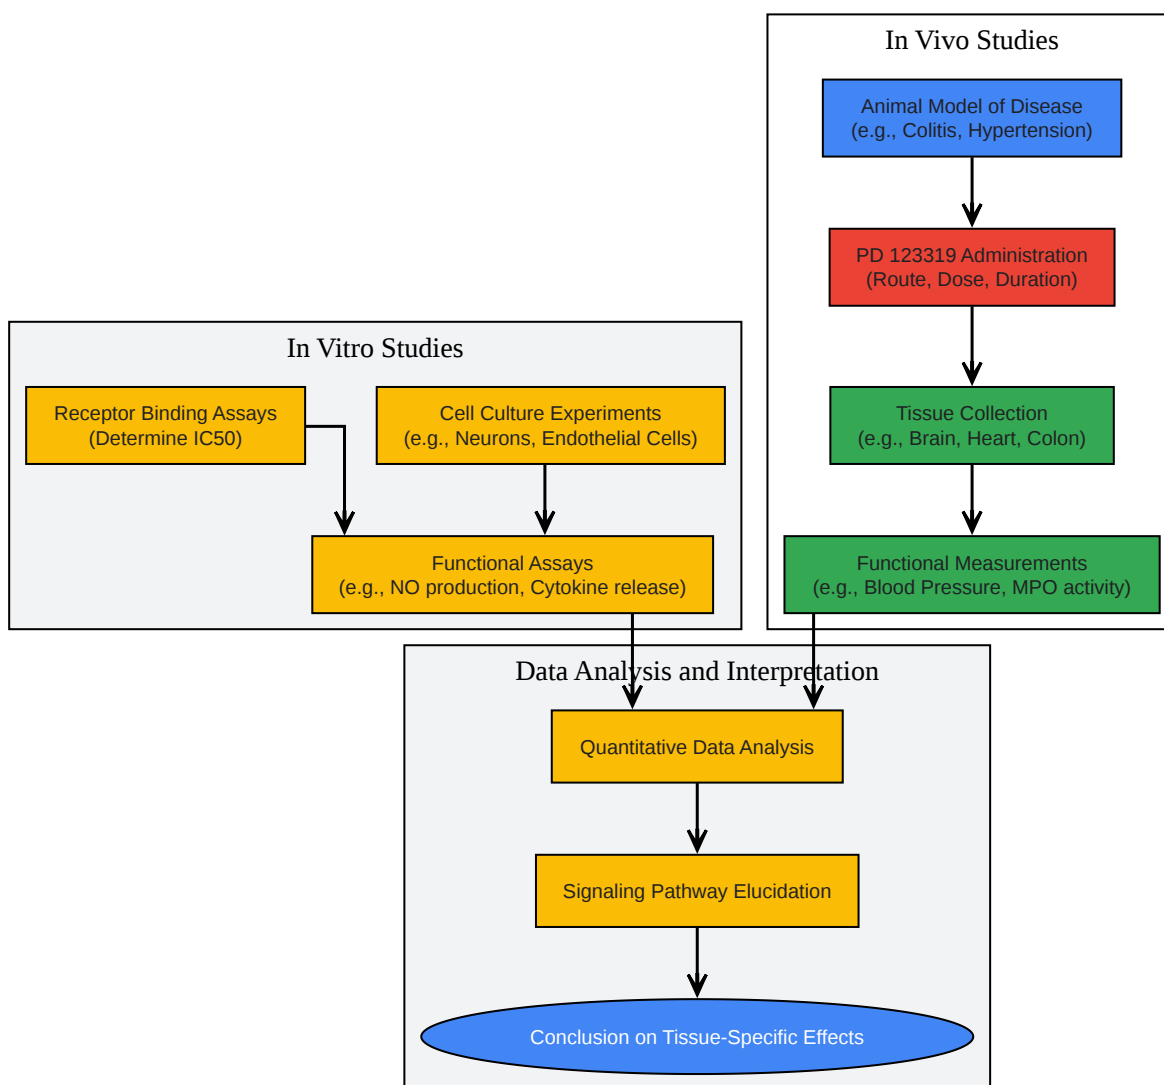 In Vivo Studies
Animal Model of Disease
(e.g., Colitis, Hypertension)
PD 123319 Administration
(Route, Dose, Duration)
Tissue Collection
(e.g., Brain, Heart, Colon)
Functional Measurements
(e.g., Blood Pressure, MPO activity)
In Vitro Studies
Receptor Binding Assays
(Determine IC50)
Cell Culture Experiments
(e.g., Neurons, Endothelial Cells)
Functional Assays
(e.g., NO production, Cytokine release)
Data Analysis and Interpretation
Quantitative Data Analysis
Signaling Pathway Elucidation
Conclusion on Tissue-Specific Effects